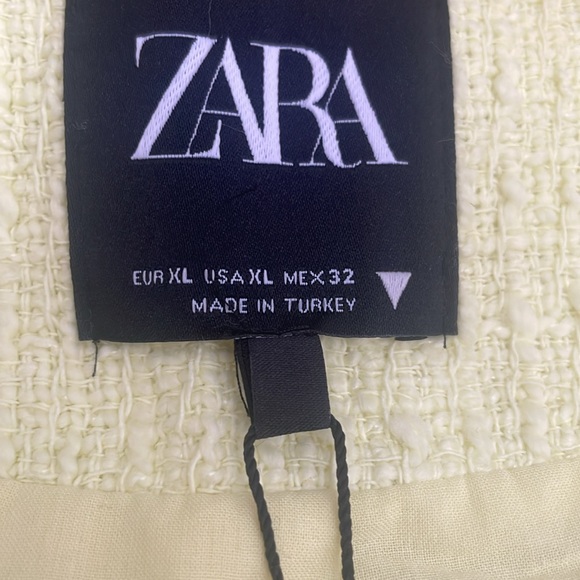 ZARA
EUR XL USA XL MEX 32
MADE IN TURKEY